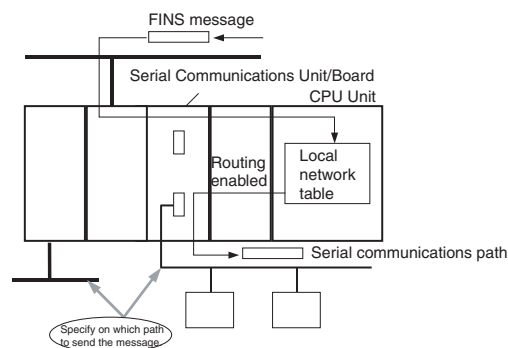 FINS message
Serial Communications Unit/Board
CPU Unit
Routing
enabled
Local
network
table
Serial communications path
Specify on which path
to send the message.